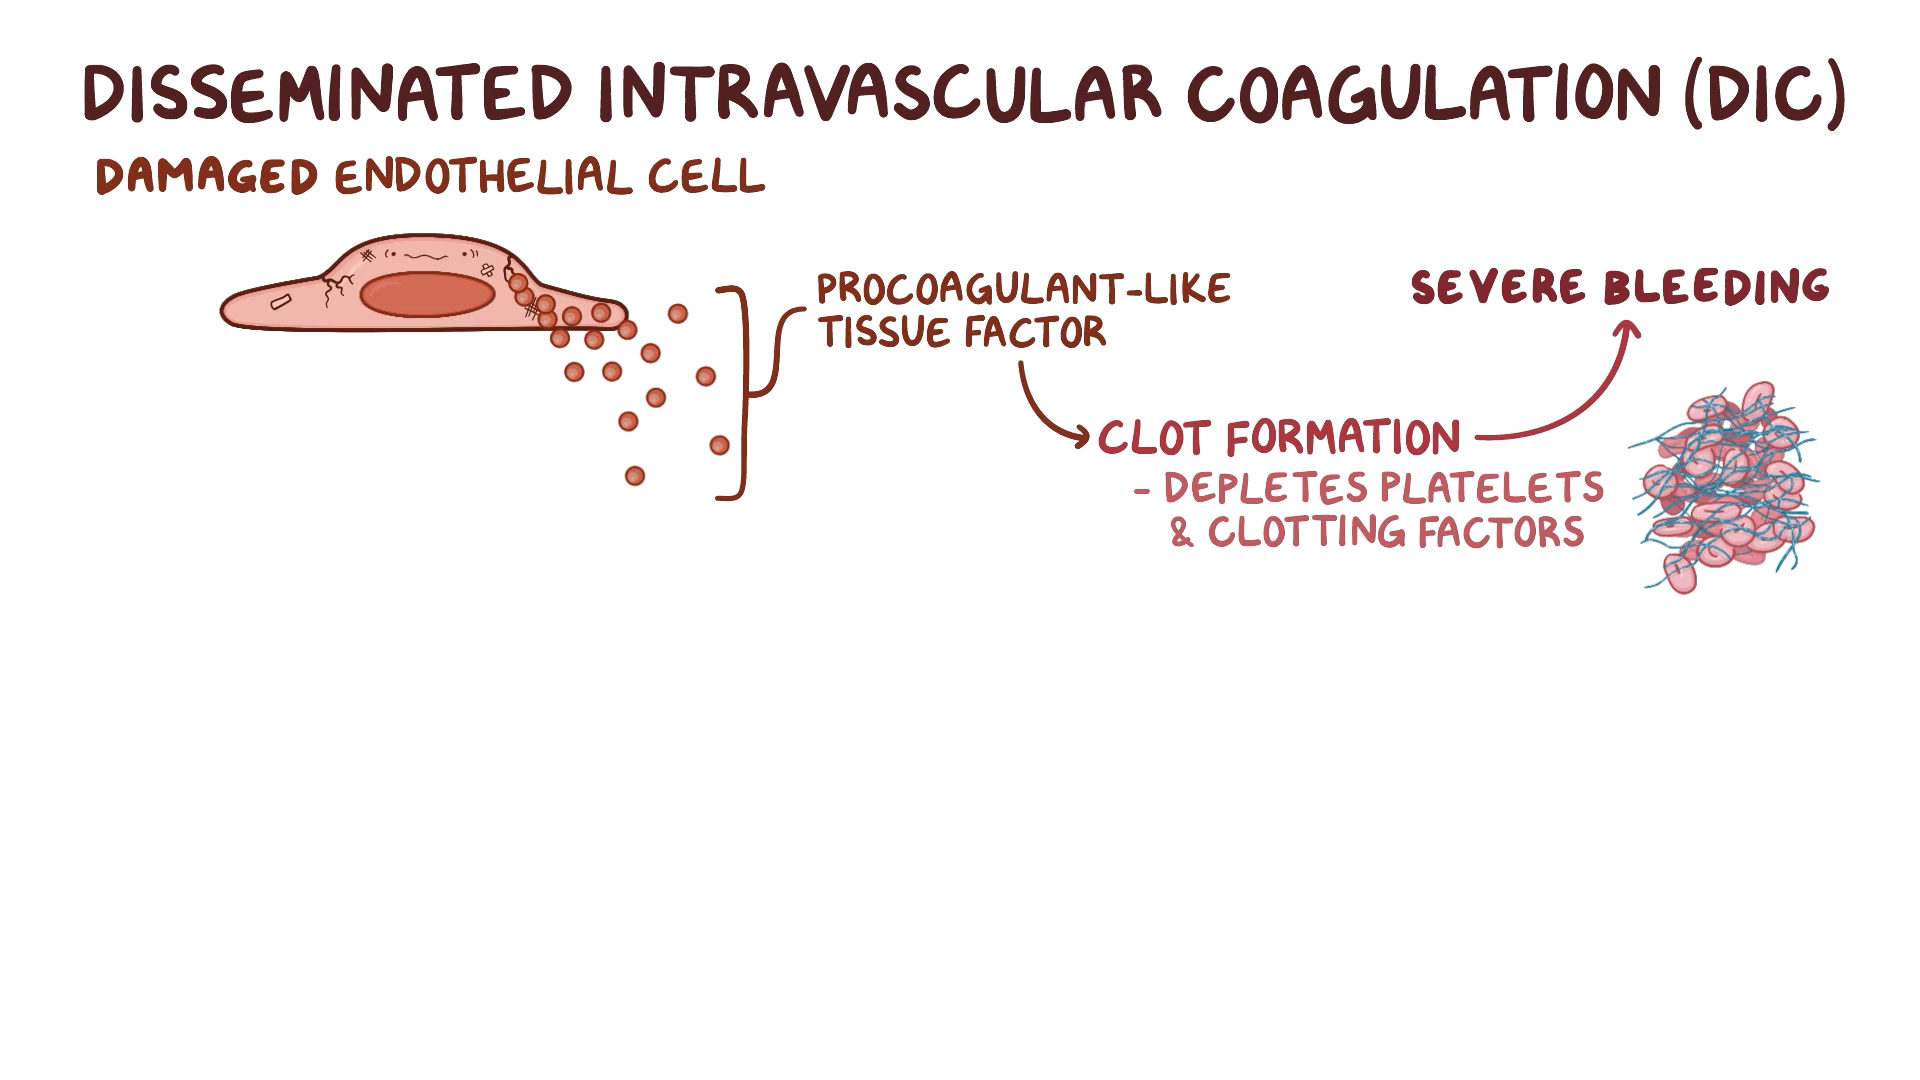 DISSEMINATED INTRAVASCULAR COAGULATION (DIC)
DAMAGED ENDOTHELIAL CELL
PROCOAGULANT-LIKE
TISSUE FACTOR
SEVERE BLEEDING
CLOT FORMATION
- DEPLETES PLATELETS
& CLOTTING FACTORS